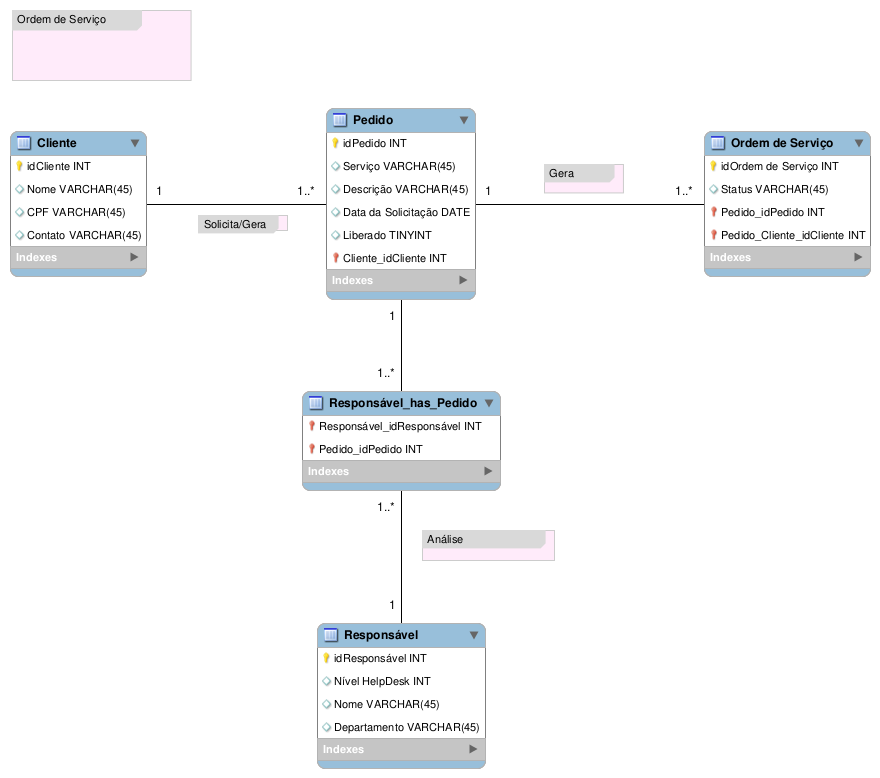 Ordem de Serviço
Cliente
idCliente INT
Nome VARCHAR(45)
CPF VARCHAR(45)
Contato VARCHAR(45)
Indexes
1
1..*
Solicita/Gera
Pedido
idPedido INT
Serviço VARCHAR(45)
Descrição VARCHAR(45)
Data da Solicitação DATE
Liberado TINYINT
Cliente_idCliente INT
Indexes
1
Gera
1..*
Ordem de Serviço
idOrdem de Serviço INT
Status VARCHAR(45)
Pedido_idPedido INT
Pedido_Cliente_idCliente INT
Indexes
1
1..*
Responsável_has_Pedido
Responsável_idResponsável INT
Pedido_idPedido INT
Indexes
1..*
Análise
1
Responsável
idResponsável INT
Nível HelpDesk INT
Nome VARCHAR(45)
Departamento VARCHAR(45)
Indexes